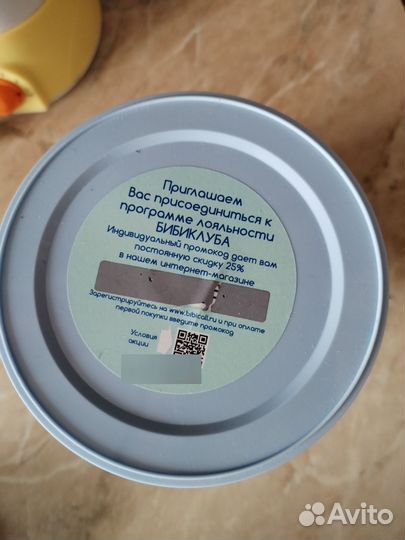 Приглашаем
Вас присоединиться к
программе лояльности
БИБИКЛУБА
Индивидуальный промокод дает вам
постоянную скидку 25%
в нашем интернет-магазине
Зарегистрируйтесь на www.bibicall.ru и при оплате
первой покупки введите промокод
Условия
акции
Avito